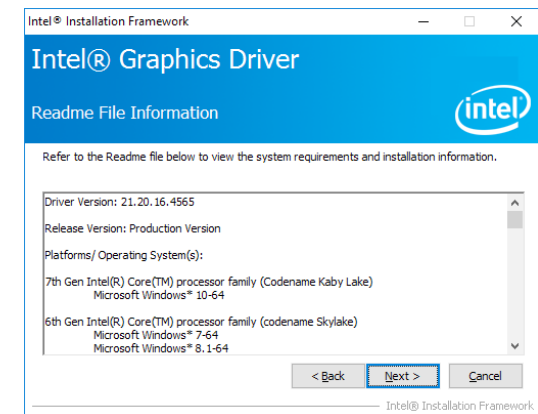 Intel® Installation Framework
Intel® Graphics Driver
Readme File Information
intel
Refer to the Readme file below to view the system requirements and installation information.
Driver Version: 21.20.16.4565
Release Version: Production Version
Platforms/ Operating System(s):
7th Gen Intel(R) Core(TM) processor family (Codename Kaby Lake)
Microsoft Windows* 10-64
6th Gen Intel(R) Core(TM) processor family (codename Skylake)
Microsoft Windows* 7-64
Microsoft Windows* 8.1-64
< Back Next > Cancel
Intel® Installation Framework